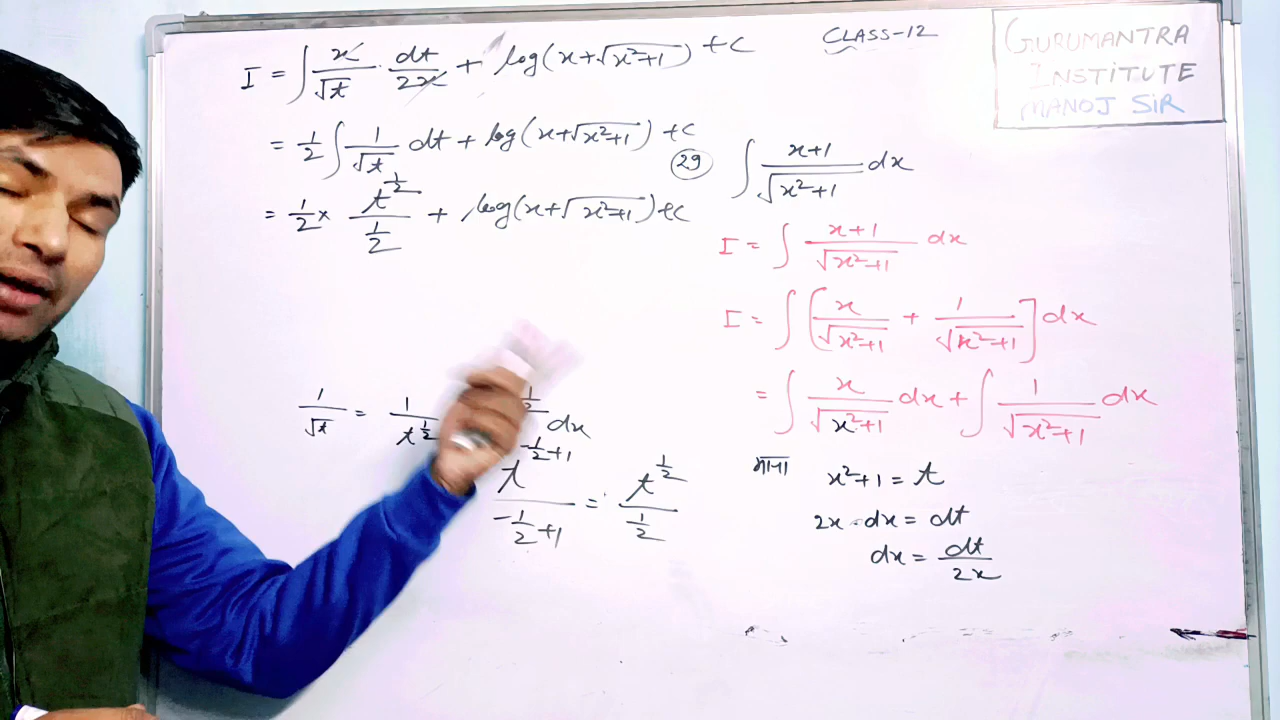 CLASS-12
GURUMANTRA
INSTITUTE
MANOJ SIR
I = ∫ x/√t · dt/2x + log(x+√x²+1) + c
= 1/2 ∫ 1/√t dt + log(x+√x²+1) + c
= 1/2 × t^1/2 / 1/2 + log(x+√x²+1) + c
1/√t = 1/t^1/2
1/2 dx
t^-1/2+1 / -1/2+1 = t^1/2 / 1/2
(29) ∫ x+1/√x²+1 dx
I = ∫ x+1/√x²+1 dx
I = ∫ [x/√x²+1 + 1/√x²+1] dx
= ∫ x/√x²+1 dx + ∫ 1/√x²+1 dx
माना x²+1 = t
2x · dx = dt
dx = dt/2x